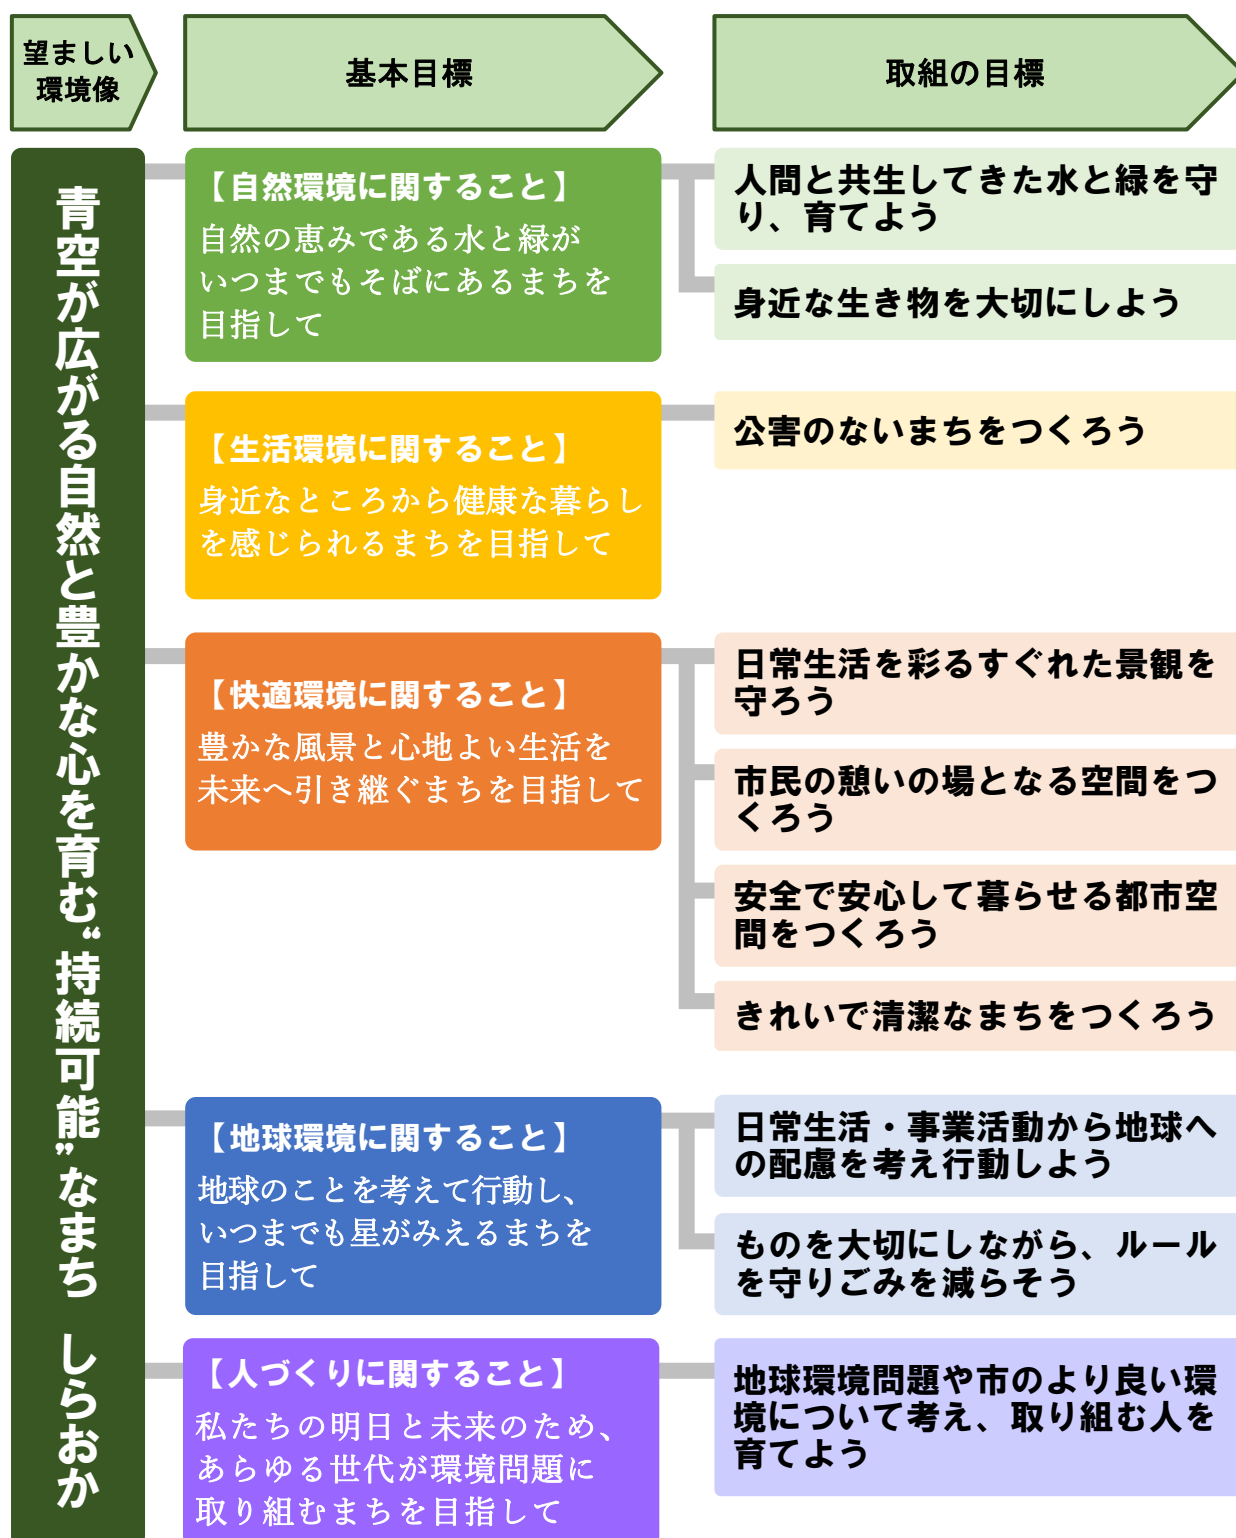 望ましい
環境像
基本目標
取組の目標
青空が広がる自然と豊かな心を育む“持続可能”なまち しらおか
【自然環境に関すること】
自然の恵みである水と緑が
いつまでもそばにあるまちを
目指して
人間と共生してきた水と緑を守
り、育てよう
身近な生き物を大切にしよう
【生活環境に関すること】
身近なところから健康な暮らし
を感じられるまちを目指して
公害のないまちをつくろう
【快適環境に関すること】
豊かな風景と心地よい生活を
未来へ引き継ぐまちを目指して
日常生活を彩るすぐれた景観を
守ろう
市民の憩いの場となる空間をつ
くろう
安全で安心して暮らせる都市空
間をつくろう
きれいで清潔なまちをつくろう
【地球環境に関すること】
地球のことを考えて行動し、
いつまでも星がみえるまちを
目指して
日常生活・事業活動から地球へ
の配慮を考え行動しよう
ものを大切にしながら、ルール
を守りごみを減らそう
【人づくりに関すること】
私たちの明日と未来のため、
あらゆる世代が環境問題に
取り組むまちを目指して
地球環境問題や市のより良い環
境について考え、取り組む人を
育てよう